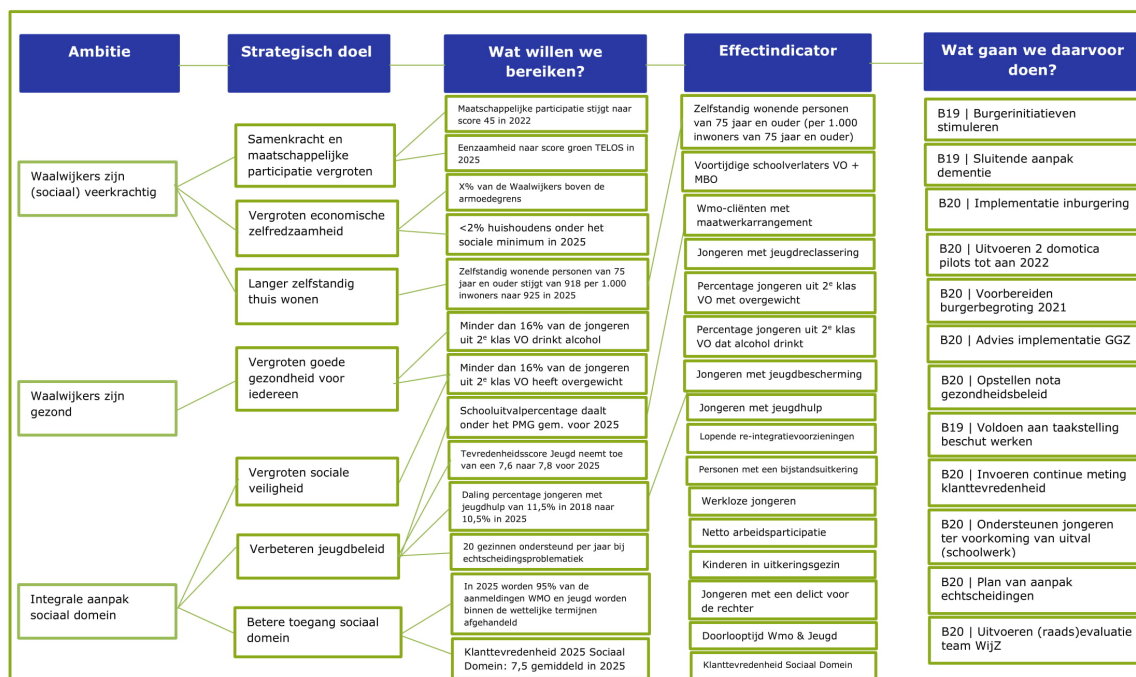 Ambitie
Waalwijkers zijn
(sociaal) veerkrachtig
Waalwijkers zijn
gezond
Integrale aanpak
sociaal domein
Strategisch doel
Samenkracht en
maatschappelijke
participatie vergroten
Vergroten economische
zelfredzaamheid
Langer zelfstandig
thuis wonen
Vergroten goede
gezondheid voor
iedereen
Vergroten sociale
veiligheid
Verbeteren jeugdbeleid
Betere toegang sociaal
domein
Wat willen we
bereiken?
Maatschappelijke participatie stijgt naar
score 45 in 2022
Eenzaamheid naar score groen TELOS in
2025
X% van de Waalwijkers boven de
armoedegrens
<2% huishoudens onder het
sociale minimum in 2025
Zelfstandig wonende personen van 75
jaar en ouder stijgt van 918 per 1.000
inwoners naar 925 in 2025
Minder dan 16% van de jongeren
uit 2e klas VO drinkt alcohol
Minder dan 16% van de jongeren
uit 2e klas VO heeft overgewicht
Schooluitvalpercentage daalt
onder het PMG gem. voor 2025
Tevredenheidsscore Jeugd neemt toe
van een 7,6 naar 7,8 voor 2025
Daling percentage jongeren met
jeugdhulp van 11,5% in 2018 naar
10,5% in 2025
20 gezinnen ondersteund per jaar bij
echtscheidingsproblematiek
In 2025 worden 95% van de
aanmeldingen WMO en jeugd worden
binnen de wettelijke termijnen
afgehandeld
Klanttevredenheid 2025 Sociaal
Domein: 7,5 gemiddeld in 2025
Effectindicator
Zelfstandig wonende personen
van 75 jaar en ouder (per 1.000
inwoners van 75 jaar en ouder)
Voortijdige schoolverlaters VO +
MBO
Wmo-cliënten met
maatwerkarrangement
Jongeren met jeugdreclassering
Percentage jongeren uit 2e klas
VO met overgewicht
Percentage jongeren uit 2e klas
VO dat alcohol drinkt
Jongeren met jeugdbescherming
Jongeren met jeugdhulp
Lopende re-integratievoorzieningen
Personen met een bijstandsuitkering
Werkloze jongeren
Netto arbeidsparticipatie
Kinderen in uitkeringsgezin
Jongeren met een delict voor
de rechter
Doorlooptijd Wmo & Jeugd
Klanttevredenheid Sociaal Domein
Wat gaan we daarvoor
doen?
B19 | Burgerinitiatieven
stimuleren
B19 | Sluitende aanpak
dementie
B20 | Implementatie inburgering
B20 | Uitvoeren 2 domotica
pilots tot aan 2022
B20 | Voorbereiden
burgerbegroting 2021
B20 | Advies implementatie GGZ
B20 | Opstellen nota
gezondheidsbeleid
B19 | Voldoen aan taakstelling
beschut werken
B20 | Invoeren continue meting
klanttevredenheid
B20 | Ondersteunen jongeren
ter voorkoming van uitval
(schoolwerk)
B20 | Plan van aanpak
echtscheidingen
B20 | Uitvoeren (raads)evaluatie
team WijZ